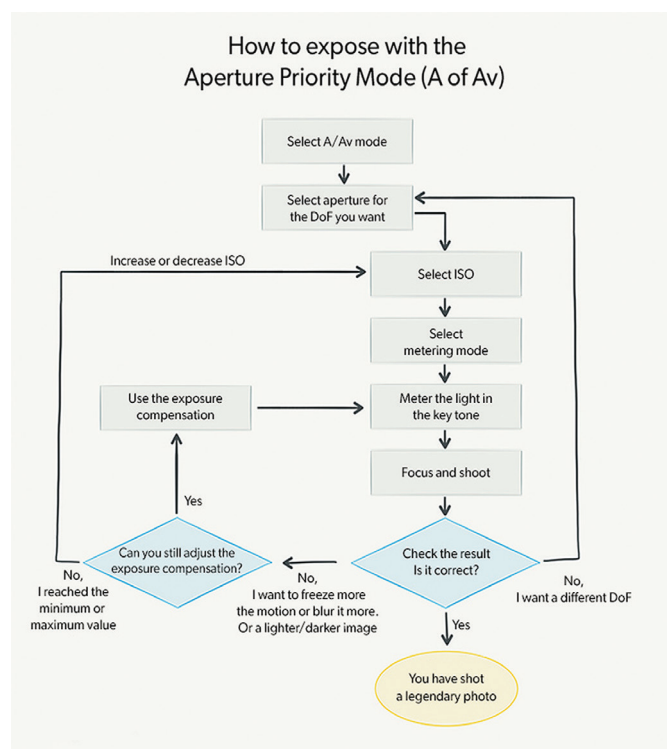 How to expose with the
Aperture Priority Mode (A of Av)
Select A/Av mode
Select aperture for
the DoF you want
Increase or decrease ISO
Select ISO
Select
metering mode
Use the exposure
compensation
Meter the light in
the key tone
Focus and shoot
Yes
Can you still adjust the
exposure compensation?
Check the result
Is it correct?
No,
I reached the
minimum or
maximum value
No,
I want to freeze more
the motion or blur it more.
Or a lighter/darker image
No,
I want a different DoF
Yes
You have shot
a legendary photo